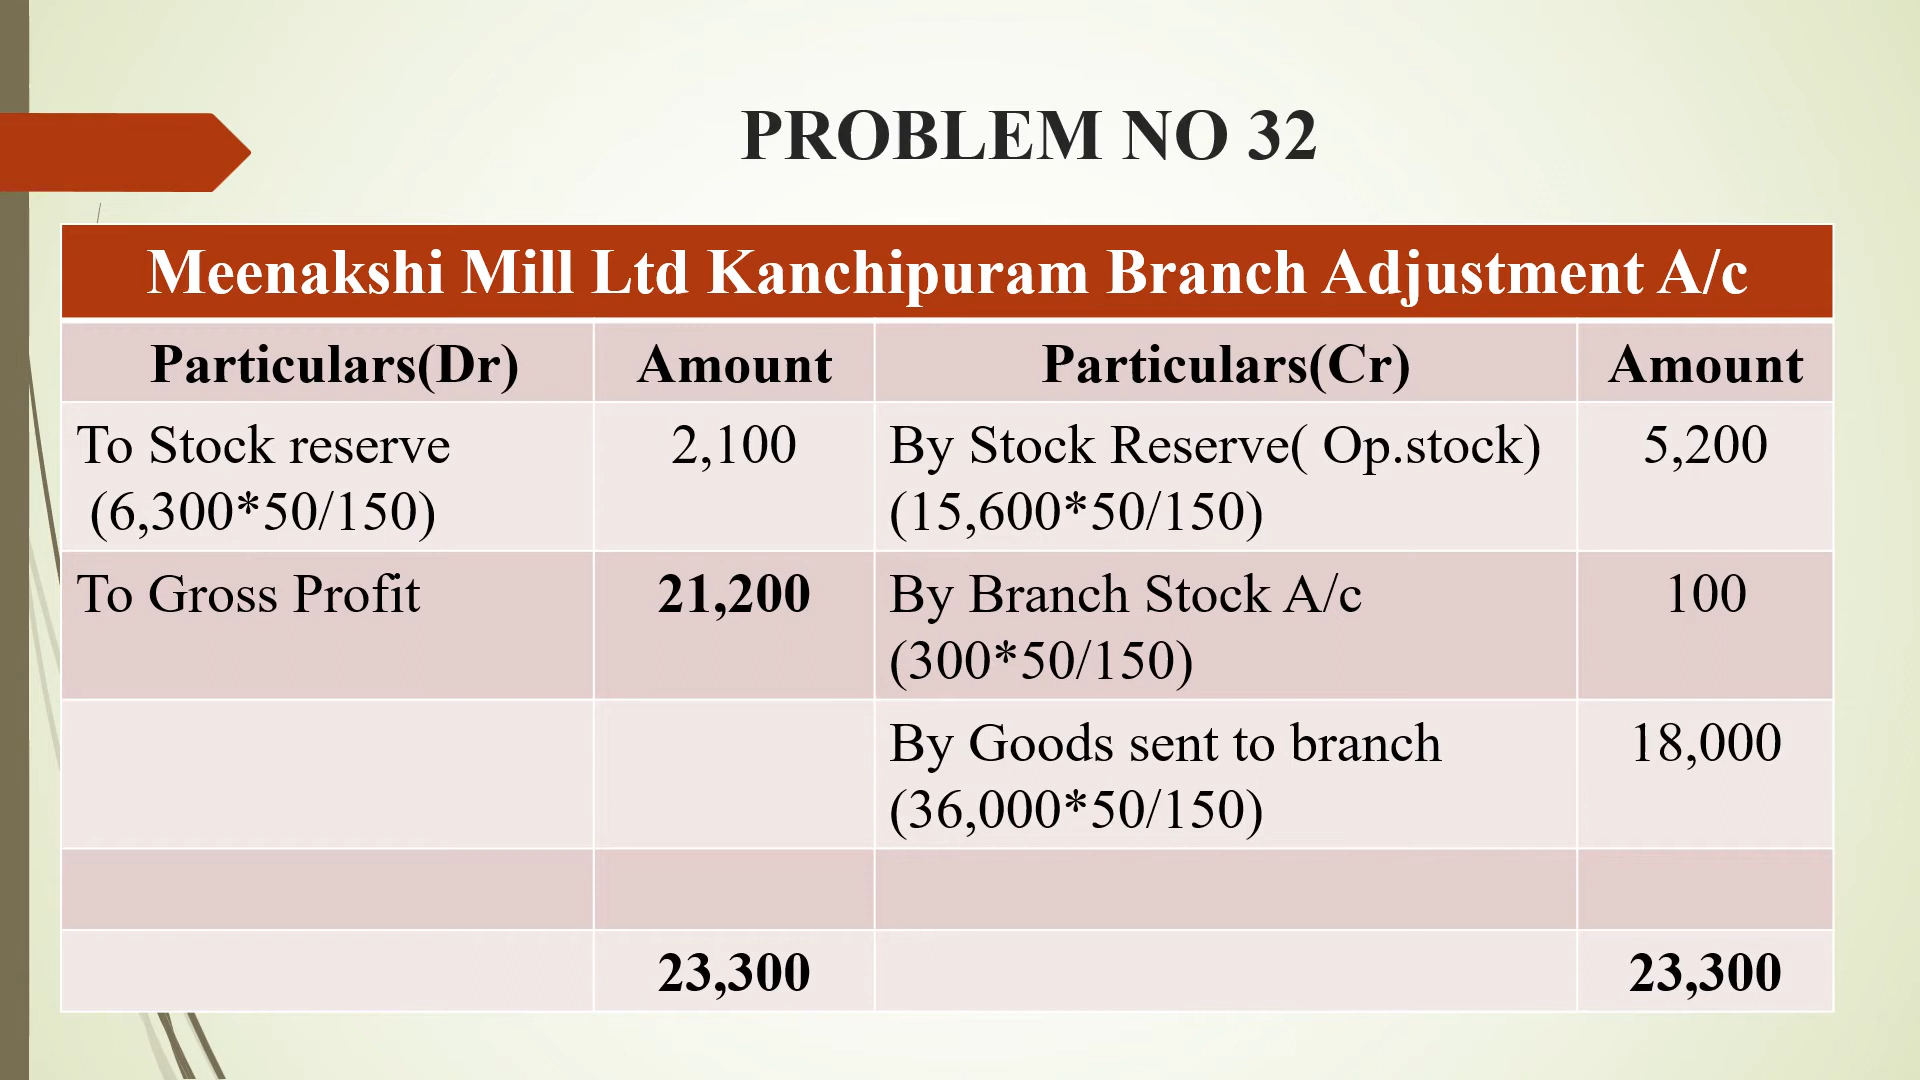 PROBLEM NO 32
Meenakshi Mill Ltd Kanchipuram Branch Adjustment A/c
Particulars(Dr) Amount Particulars(Cr) Amount
To Stock reserve 2,100 By Stock Reserve( Op.stock) 5,200
(6,300*50/150) (15,600*50/150)
To Gross Profit 21,200 By Branch Stock A/c 100
(300*50/150)
By Goods sent to branch 18,000
(36,000*50/150)
23,300 23,300